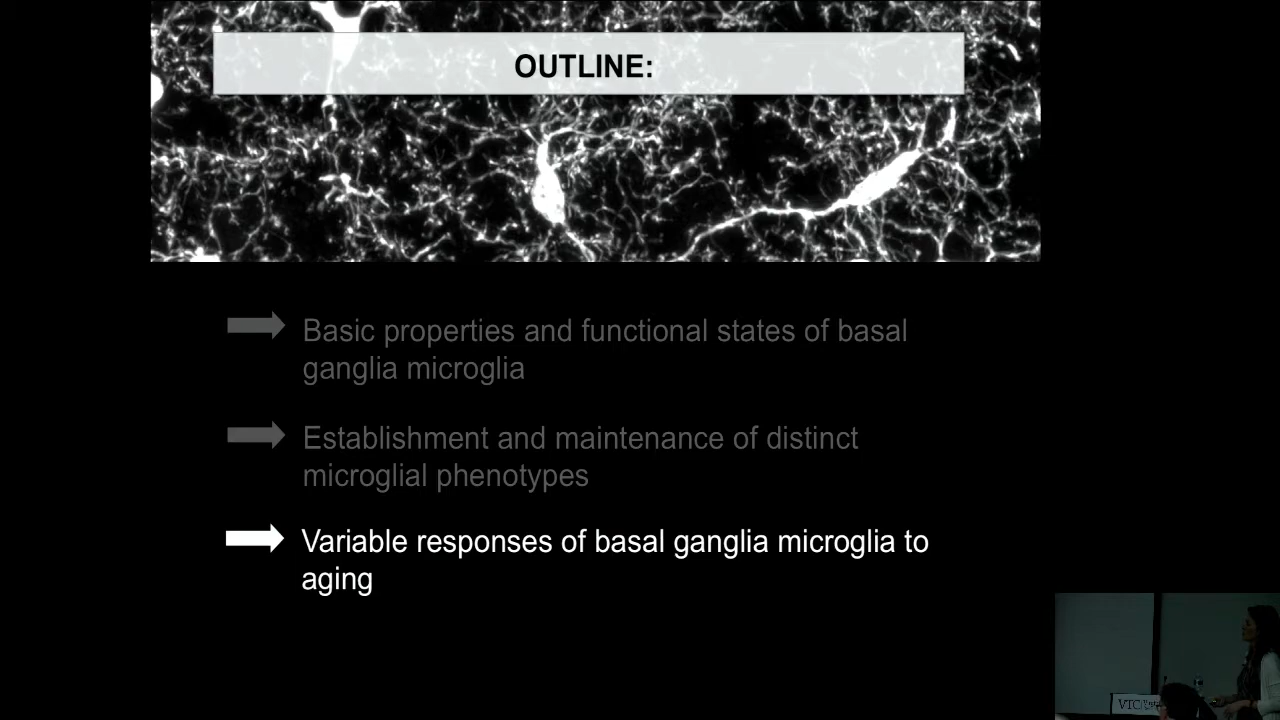 OUTLINE:
Basic properties and functional states of basal
ganglia microglia
Establishment and maintenance of distinct
microglial phenotypes
Variable responses of basal ganglia microglia to
aging